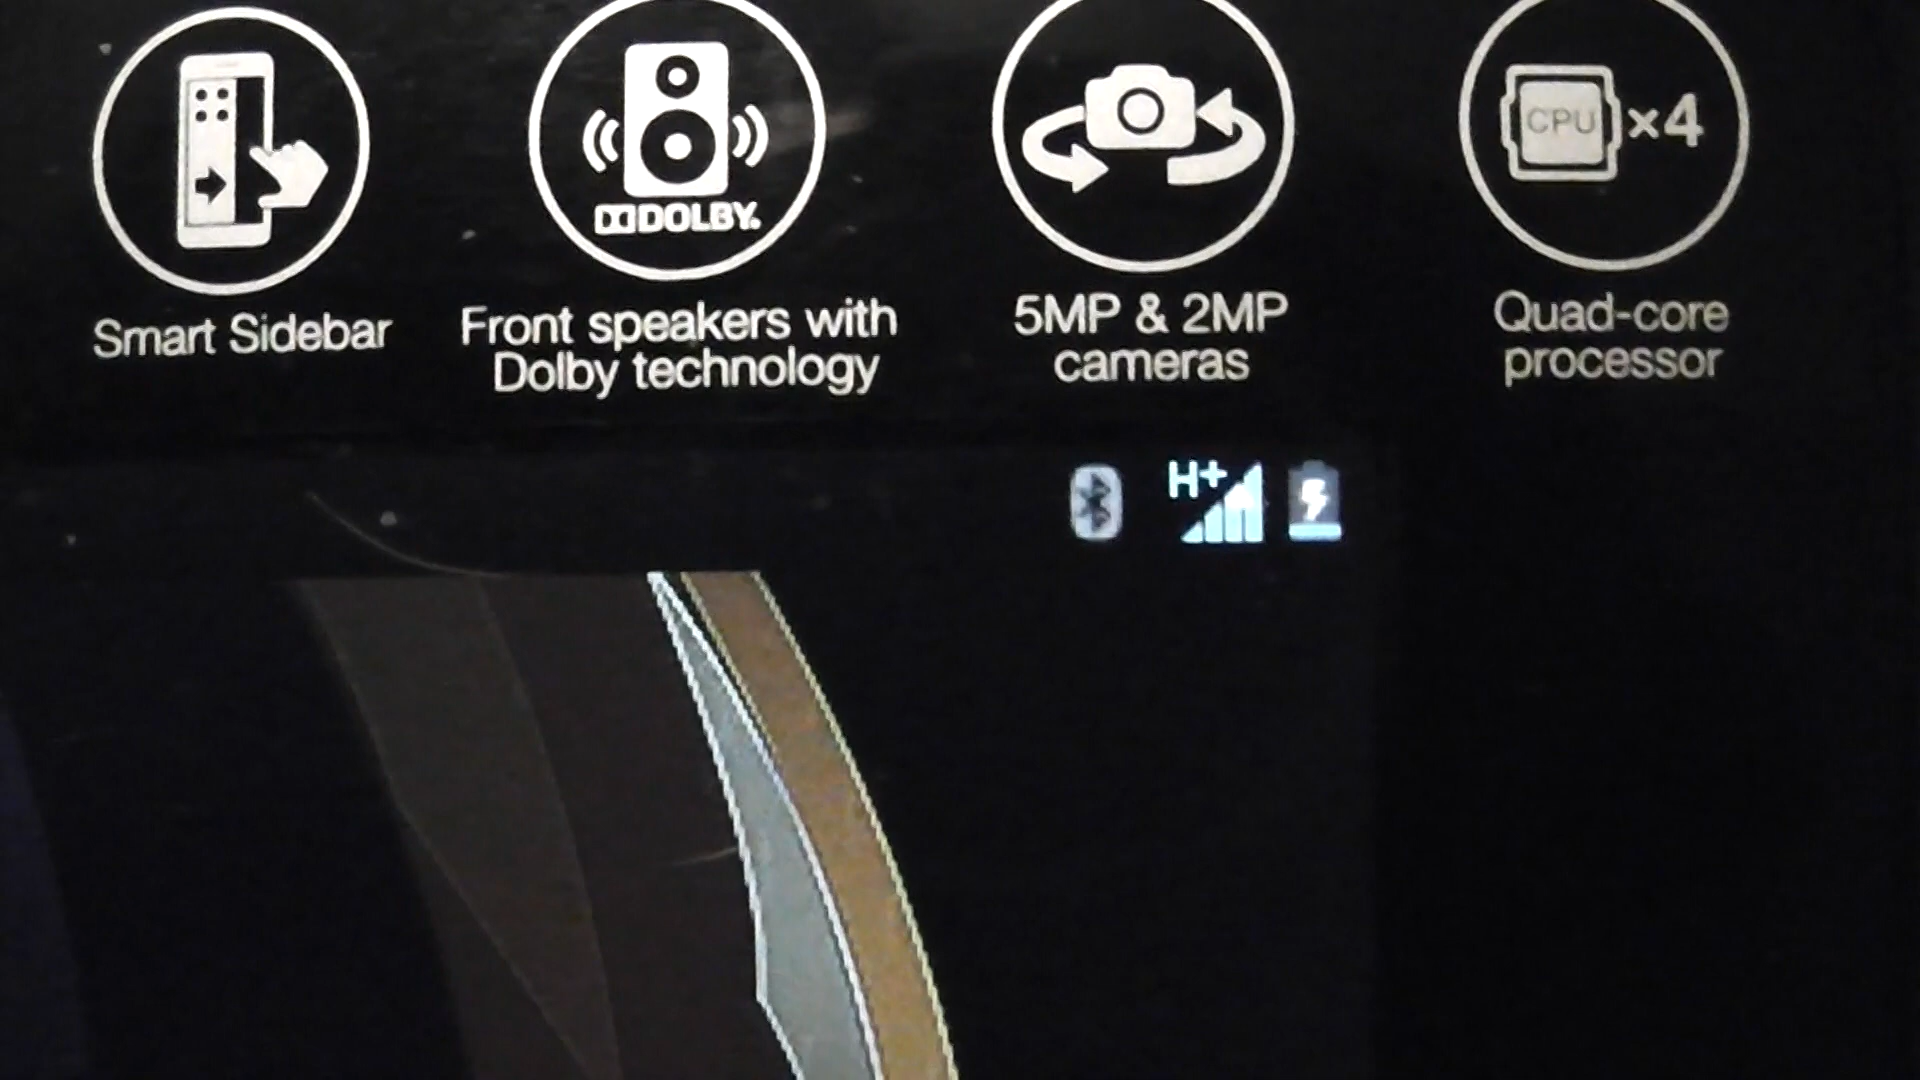 DOLBY.
CPU ×4
Smart Sidebar
Front speakers with
Dolby technology
5MP & 2MP
cameras
Quad-core
processor
H+